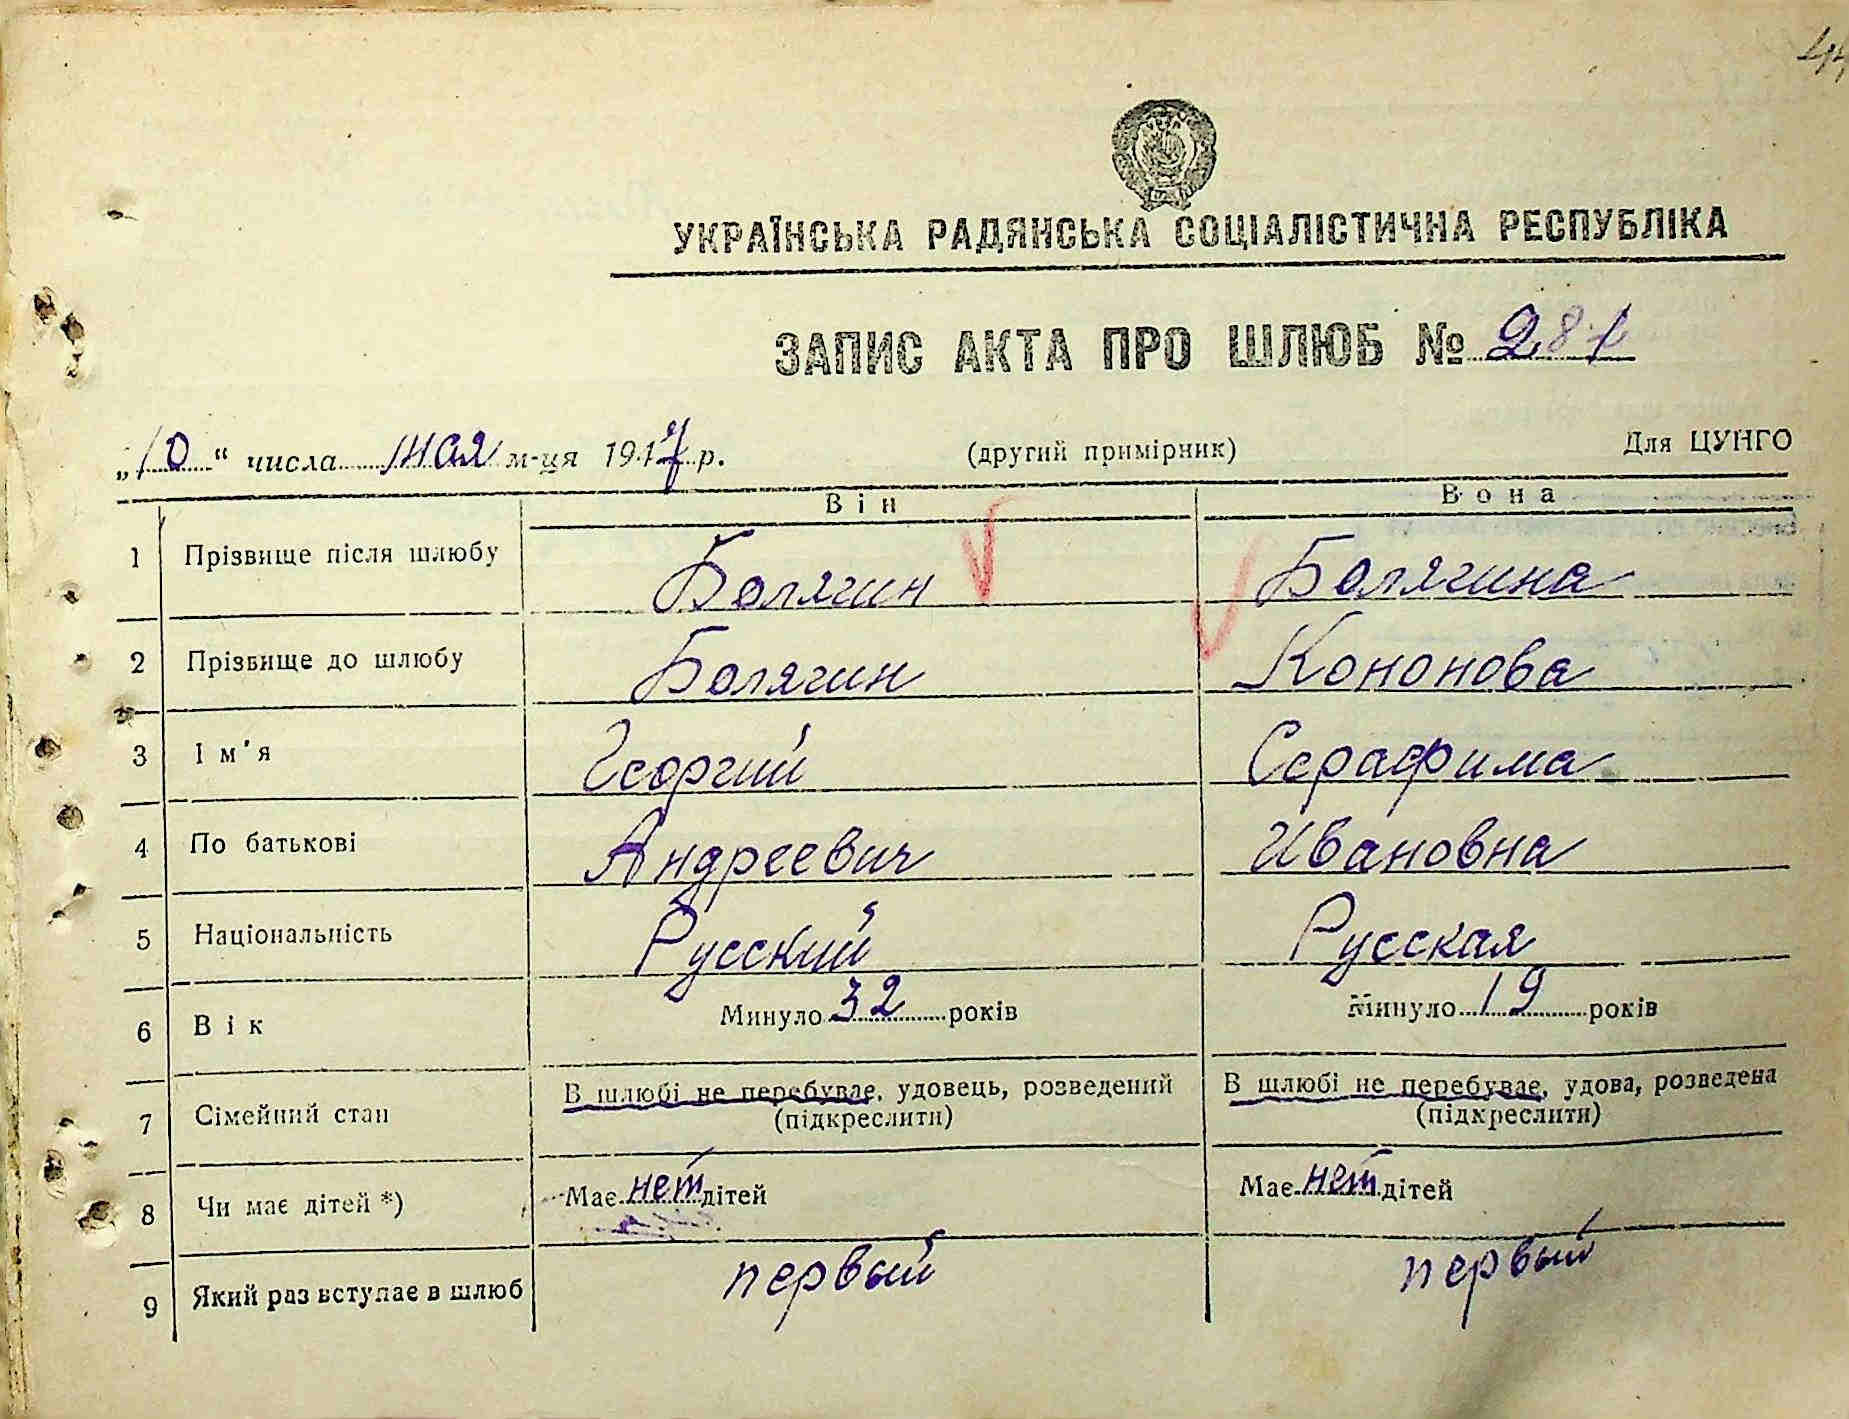 УКРАЇНСЬКА РАДЯНСЬКА СОЦІАЛІСТИЧНА РЕСПУБЛІКА
ЗАПИС АКТА ПРО ШЛЮБ № 281
„10“ числа мая м-ця 1947 р. (другий примірник) Для ЦУНГО
Він Вона
1 Прізвище після шлюбу Болягин Болягина
2 Прізвище до шлюбу Болягин Кононова
3 Ім'я Георгий Серафима
4 По батькові Андреевич Ивановна
5 Національність Русский Русская
6 Вік Минуло 32 років Минуло 19 років
7 Сімейний стан В шлюбі не перебуває, удовець, розведений В шлюбі не перебуває, удова, розведена
(підкреслити) (підкреслити)
8 Чи має дітей *) Має нет дітей Має нет дітей
9 Який раз вступає в шлюб первый первый